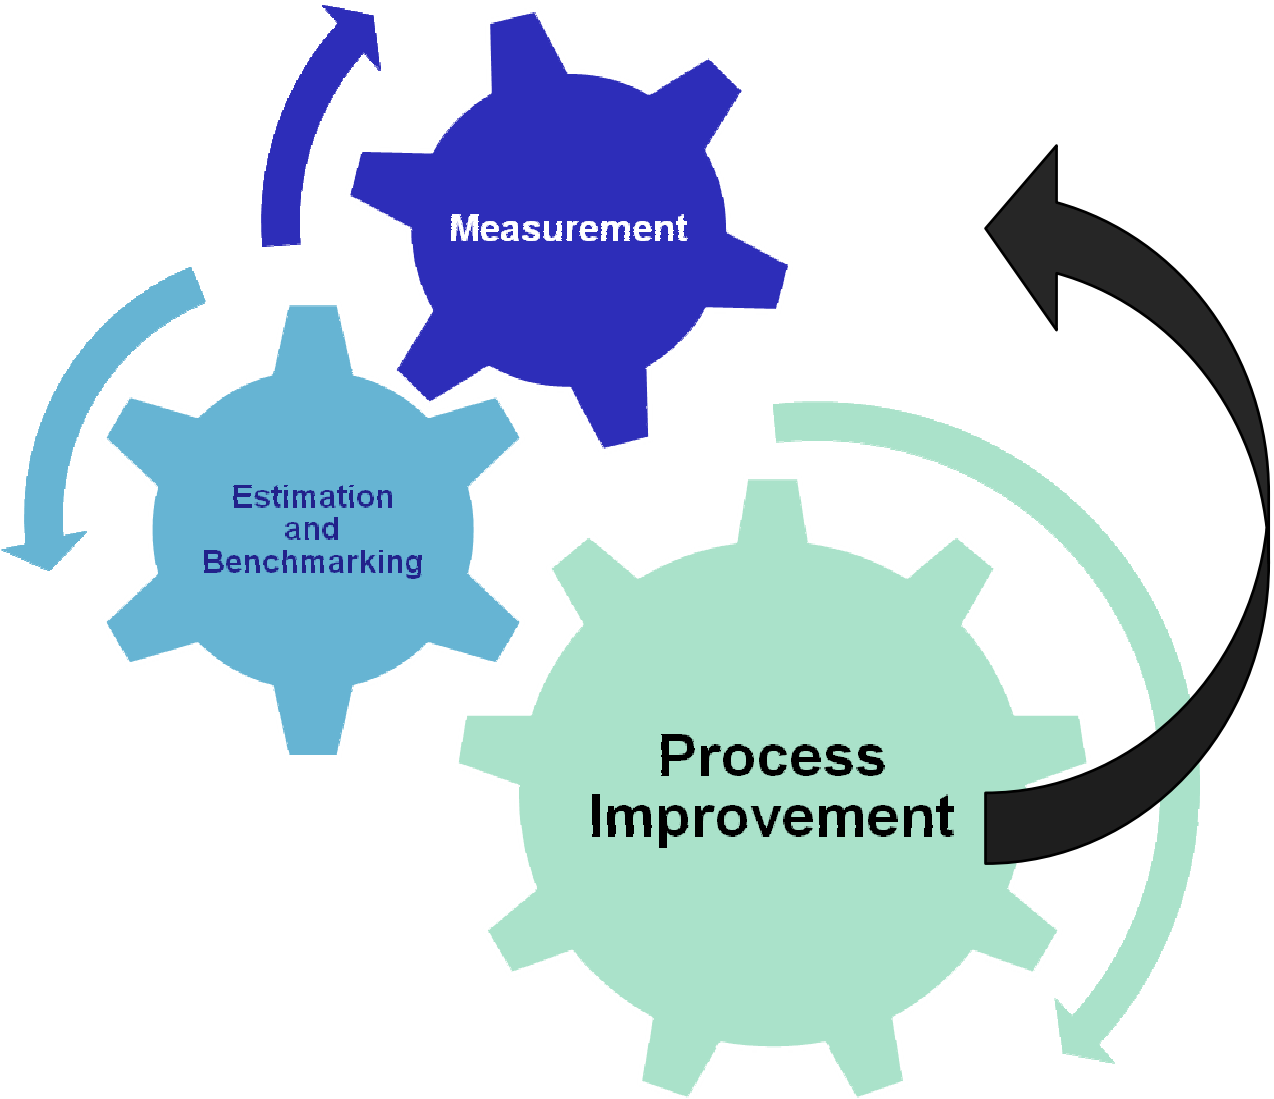 Measurement
Estimation
and
Benchmarking
Process
Improvement